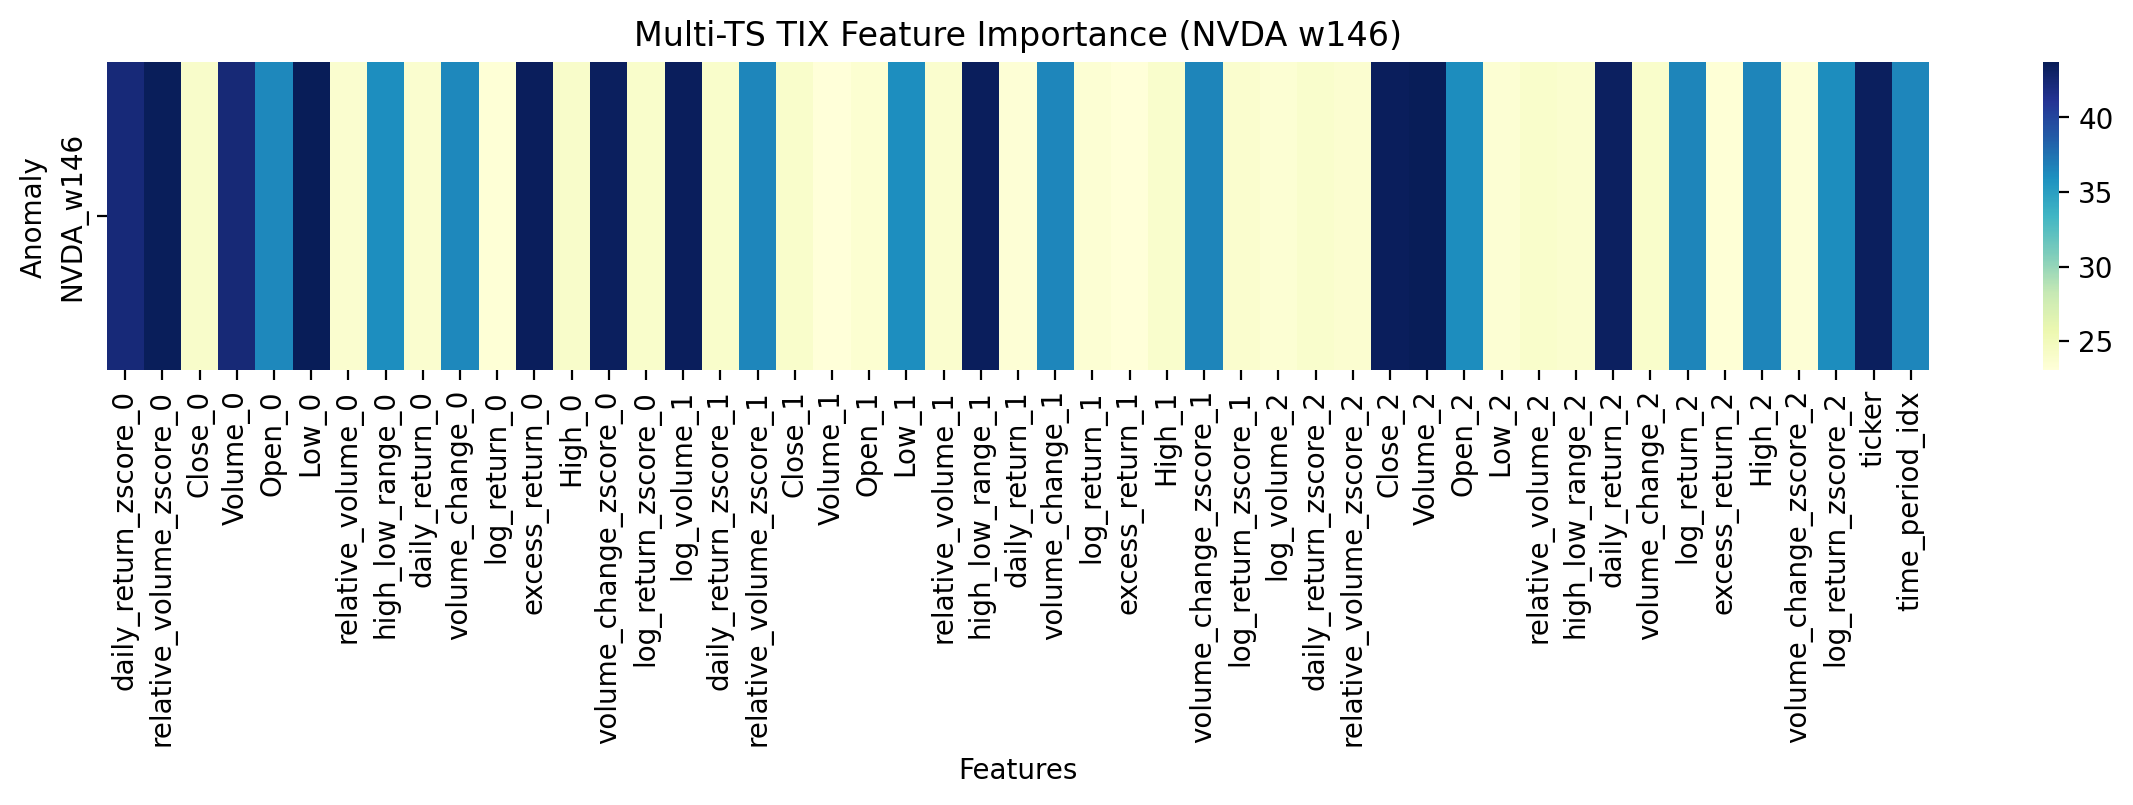 Multi-TS TIX Feature Importance (NVDA w146)
Anomaly
NVDA_w146
40
35
30
25
daily_return_zscore_0
relative_volume_zscore_0
Close_0
Volume_0
Open_0
Low_0
relative_volume_0
high_low_range_0
daily_return_0
volume_change_0
log_return_0
excess_return_0
High_0
volume_change_zscore_0
log_return_zscore_0
log_volume_1
daily_return_zscore_1
relative_volume_zscore_1
Close_1
Volume_1
Open_1
Low_1
relative_volume_1
high_low_range_1
daily_return_1
volume_change_1
log_return_1
excess_return_1
High_1
volume_change_zscore_1
log_return_zscore_1
log_volume_2
daily_return_zscore_2
relative_volume_zscore_2
Close_2
Volume_2
Open_2
Low_2
relative_volume_2
high_low_range_2
daily_return_2
volume_change_2
log_return_2
excess_return_2
High_2
volume_change_zscore_2
log_return_zscore_2
ticker
time_period_idx
Features